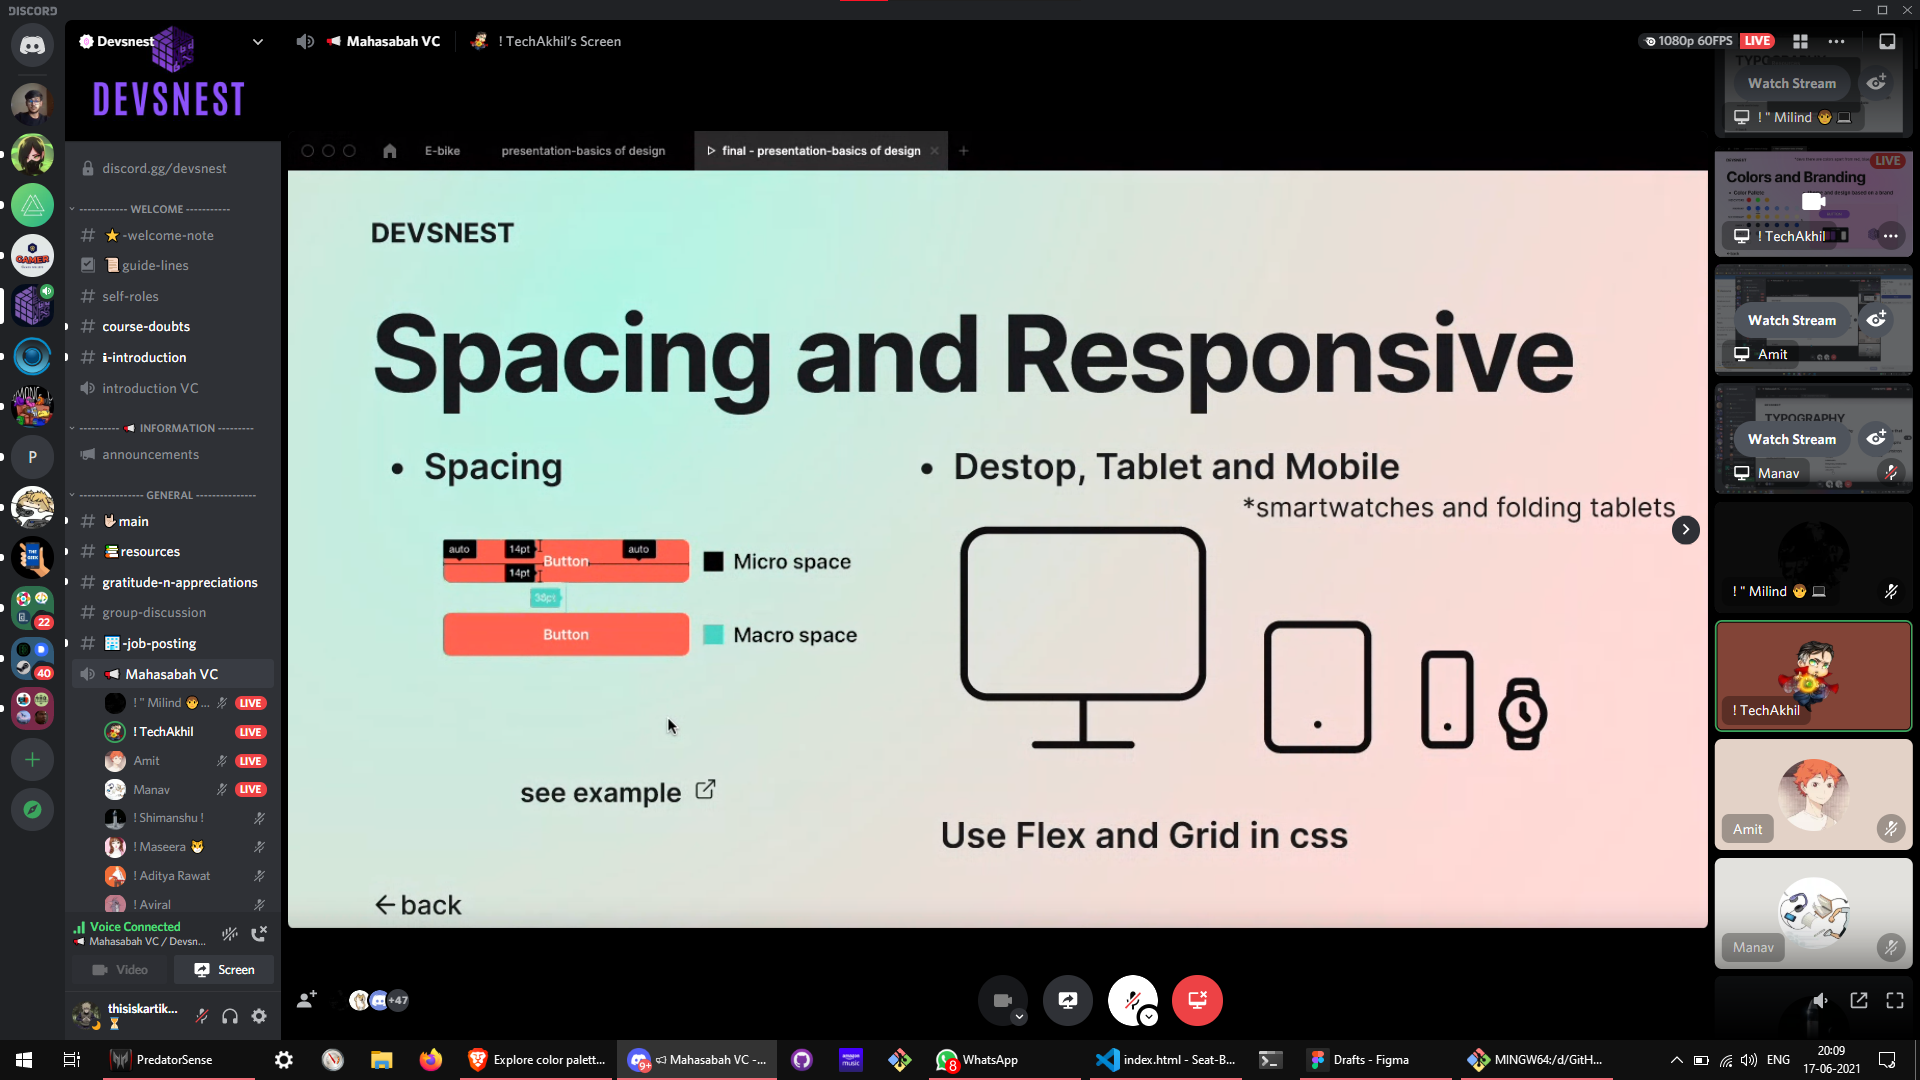 DISCORD
Devsnest
DEVSNEST
Mahasabah VC
! TechAkhil's Screen
1080p 60FPS LIVE
discord.gg/devsnest
------------ WELCOME -----------
-welcome-note
guide-lines
self-roles
course-doubts
i-introduction
introduction VC
---------- INFORMATION ---------
announcements
---------------- GENERAL ---------------
main
resources
gratitude-n-appreciations
group-discussion
-job-posting
Mahasabah VC
! " Milind ... LIVE
! TechAkhil LIVE
Amit LIVE
Manav LIVE
! Shimanshu !
! Maseera
! Aditya Rawat
! Aviral
Voice Connected
Mahasabah VC / Devsn...
Video
Screen
thisiskartik...
GAMER
P
22
40
E-bike
presentation-basics of design
final - presentation-basics of design
DEVSNEST
Spacing and Responsive
• Spacing
auto
14pt
auto
Button
14pt
Micro space
Button
Macro space
see example
• Destop, Tablet and Mobile
*smartwatches and folding tablets
Use Flex and Grid in css
←back
+47
Watch Stream
! " Milind
LIVE
Colors and Branding
! TechAkhil
Watch Stream
Amit
TYPOGRAPHY
Watch Stream
Manav
! " Milind
! TechAkhil
Amit
Manav
PredatorSense
Explore color palett...
9+
Mahasabah VC -...
8
WhatsApp
index.html - Seat-B...
Drafts - Figma
MINGW64:/d/GitH...
ENG
20:09
17-06-2021